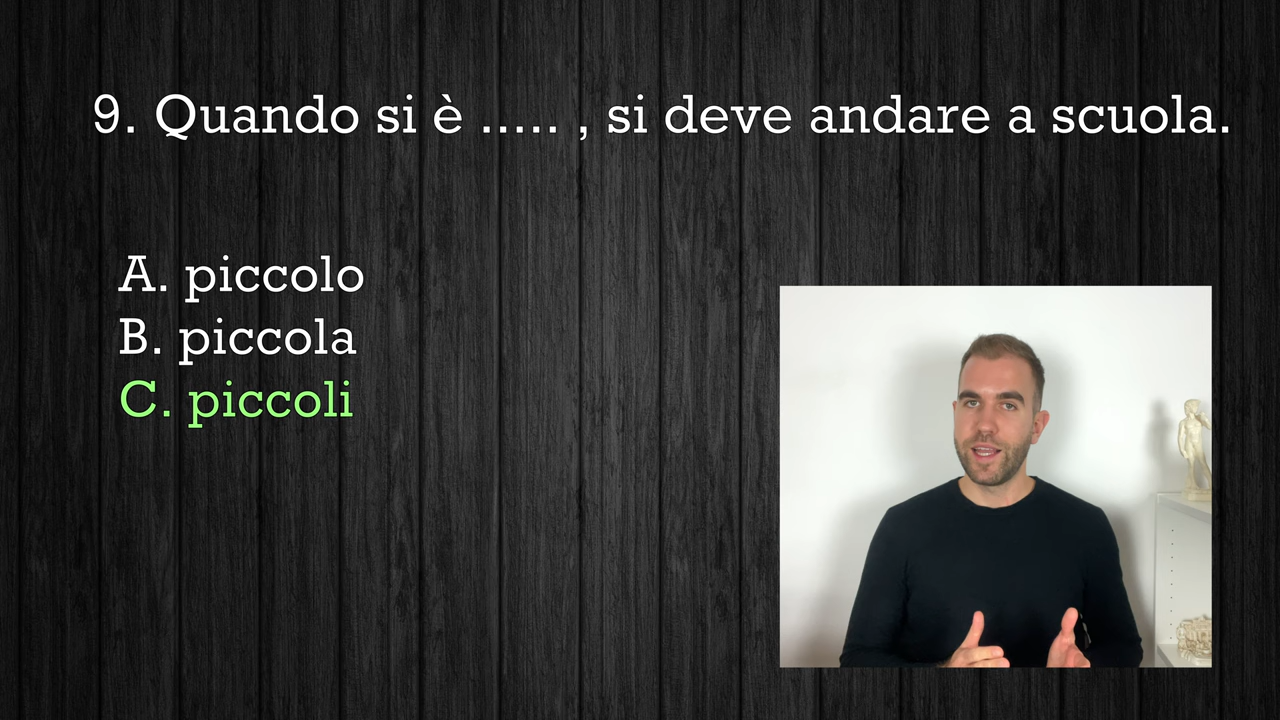 9. Quando si è ..... , si deve andare a scuola.
A. piccolo
B. piccola
C. piccoli